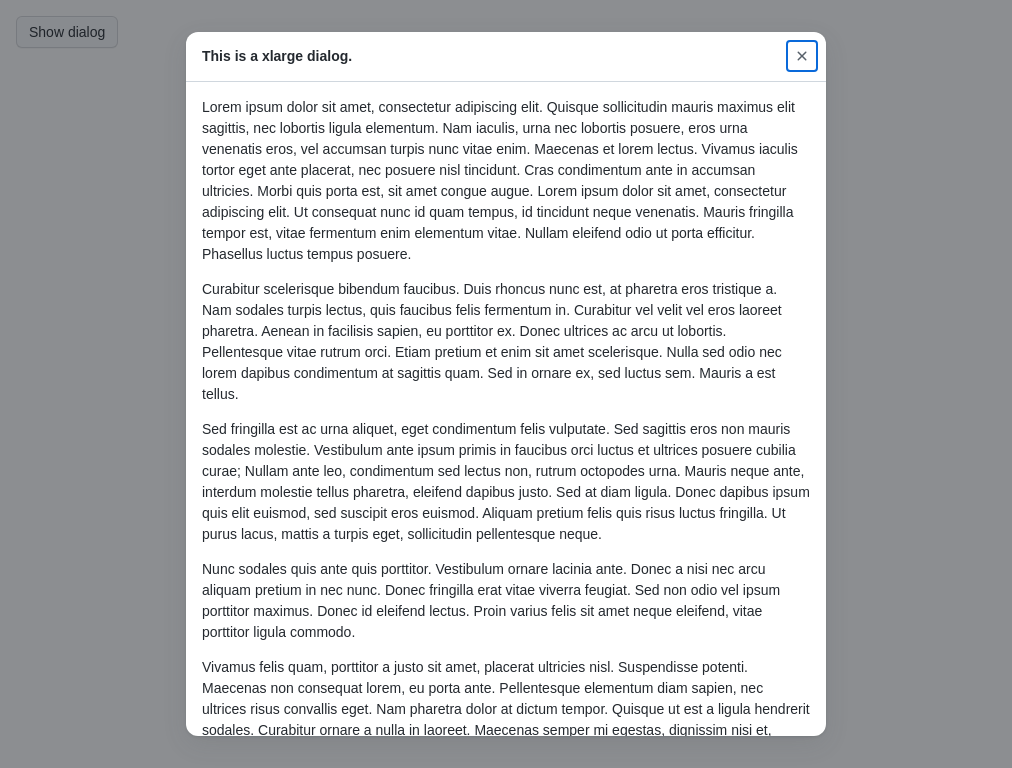 Show dialog
This is a xlarge dialog.
Lorem ipsum dolor sit amet, consectetur adipiscing elit. Quisque sollicitudin mauris maximus elit
sagittis, nec lobortis ligula elementum. Nam iaculis, urna nec lobortis posuere, eros urna
venenatis eros, vel accumsan turpis nunc vitae enim. Maecenas et lorem lectus. Vivamus iaculis
tortor eget ante placerat, nec posuere nisl tincidunt. Cras condimentum ante in accumsan
ultricies. Morbi quis porta est, sit amet congue augue. Lorem ipsum dolor sit amet, consectetur
adipiscing elit. Ut consequat nunc id quam tempus, id tincidunt neque venenatis. Mauris fringilla
tempor est, vitae fermentum enim elementum vitae. Nullam eleifend odio ut porta efficitur.
Phasellus luctus tempus posuere.
Curabitur scelerisque bibendum faucibus. Duis rhoncus nunc est, at pharetra eros tristique a.
Nam sodales turpis lectus, quis faucibus felis fermentum in. Curabitur vel velit vel eros laoreet
pharetra. Aenean in facilisis sapien, eu porttitor ex. Donec ultrices ac arcu ut lobortis.
Pellentesque vitae rutrum orci. Etiam pretium et enim sit amet scelerisque. Nulla sed odio nec
lorem dapibus condimentum at sagittis quam. Sed in ornare ex, sed luctus sem. Mauris a est
tellus.
Sed fringilla est ac urna aliquet, eget condimentum felis vulputate. Sed sagittis eros non mauris
sodales molestie. Vestibulum ante ipsum primis in faucibus orci luctus et ultrices posuere cubilia
curae; Nullam ante leo, condimentum sed lectus non, rutrum octopodes urna. Mauris neque ante,
interdum molestie tellus pharetra, eleifend dapibus justo. Sed at diam ligula. Donec dapibus ipsum
quis elit euismod, sed suscipit eros euismod. Aliquam pretium felis quis risus luctus fringilla. Ut
purus lacus, mattis a turpis eget, sollicitudin pellentesque neque.
Nunc sodales quis ante quis porttitor. Vestibulum ornare lacinia ante. Donec a nisi nec arcu
aliquam pretium in nec nunc. Donec fringilla erat vitae viverra feugiat. Sed non odio vel ipsum
porttitor maximus. Donec id eleifend lectus. Proin varius felis sit amet neque eleifend, vitae
porttitor ligula commodo.
Vivamus felis quam, porttitor a justo sit amet, placerat ultricies nisl. Suspendisse potenti.
Maecenas non consequat lorem, eu porta ante. Pellentesque elementum diam sapien, nec
ultrices risus convallis eget. Nam pharetra dolor at dictum tempor. Quisque ut est a ligula hendrerit
sodales. Curabitur ornare a nulla in laoreet. Maecenas semper mi egestas, dignissim nisi et,